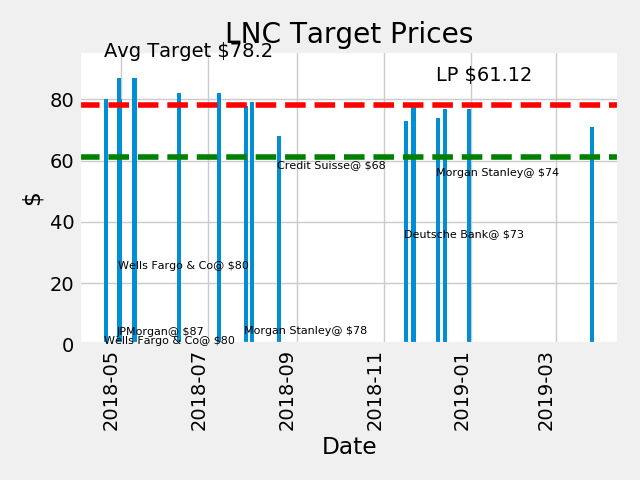 LNC Target Prices
Avg Target $78.2
LP $61.12
$
80
60
40
20
0
Credit Suisse@ $68
Morgan Stanley@ $74
Deutsche Bank@ $73
Wells Fargo & Co@ $80
JPMorgan@ $87
Morgan Stanley@ $78
Wells Fargo & Co@ $80
2018-05
2018-07
2018-09
2018-11
2019-01
2019-03
Date